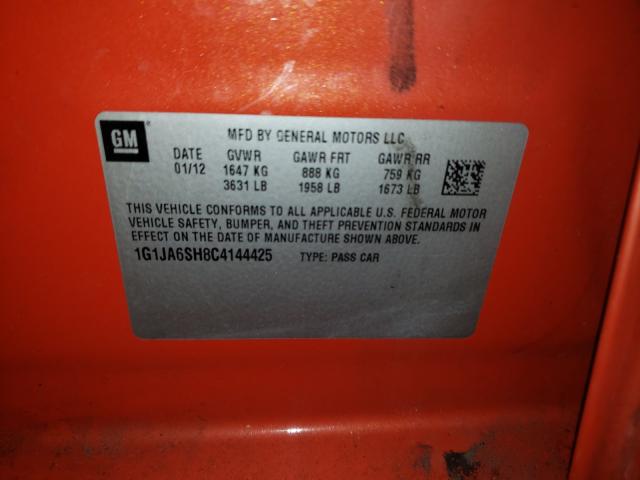 GM
MFD BY GENERAL MOTORS LLC
DATE GVWR GAWR FRT GAWR RR
01/12 1647 KG 888 KG 759 KG
3631 LB 1958 LB 1673 LB
THIS VEHICLE CONFORMS TO ALL APPLICABLE U.S. FEDERAL MOTOR
VEHICLE SAFETY, BUMPER, AND THEFT PREVENTION STANDARDS IN
EFFECT ON THE DATE OF MANUFACTURE SHOWN ABOVE.
1G1JA6SH8C4144425 TYPE: PASS CAR